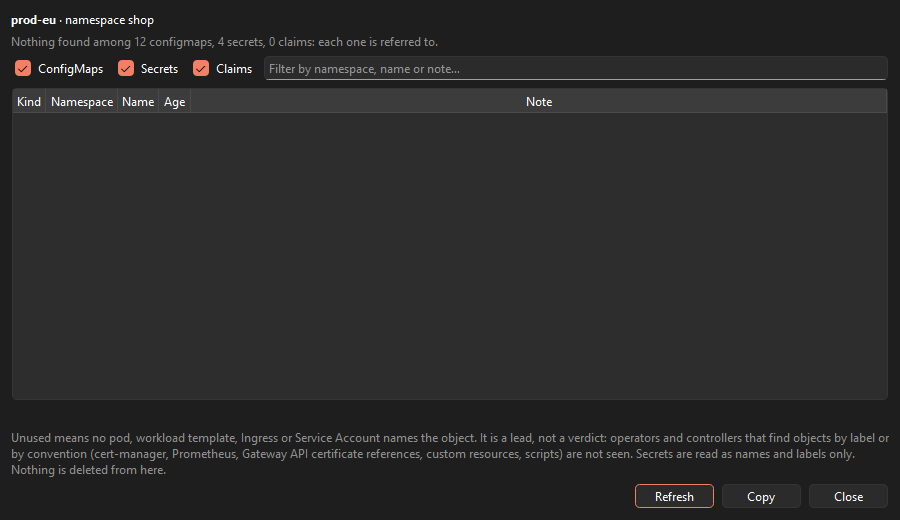 prod-eu · namespace shop
Nothing found among 12 configmaps, 4 secrets, 0 claims: each one is referred to.
ConfigMaps Secrets Claims Filter by namespace, name or note...
Kind Namespace Name Age Note
Unused means no pod, workload template, Ingress or Service Account names the object. It is a lead, not a verdict: operators and controllers that find objects by label or
by convention (cert-manager, Prometheus, Gateway API certificate references, custom resources, scripts) are not seen. Secrets are read as names and labels only.
Nothing is deleted from here.
Refresh Copy Close